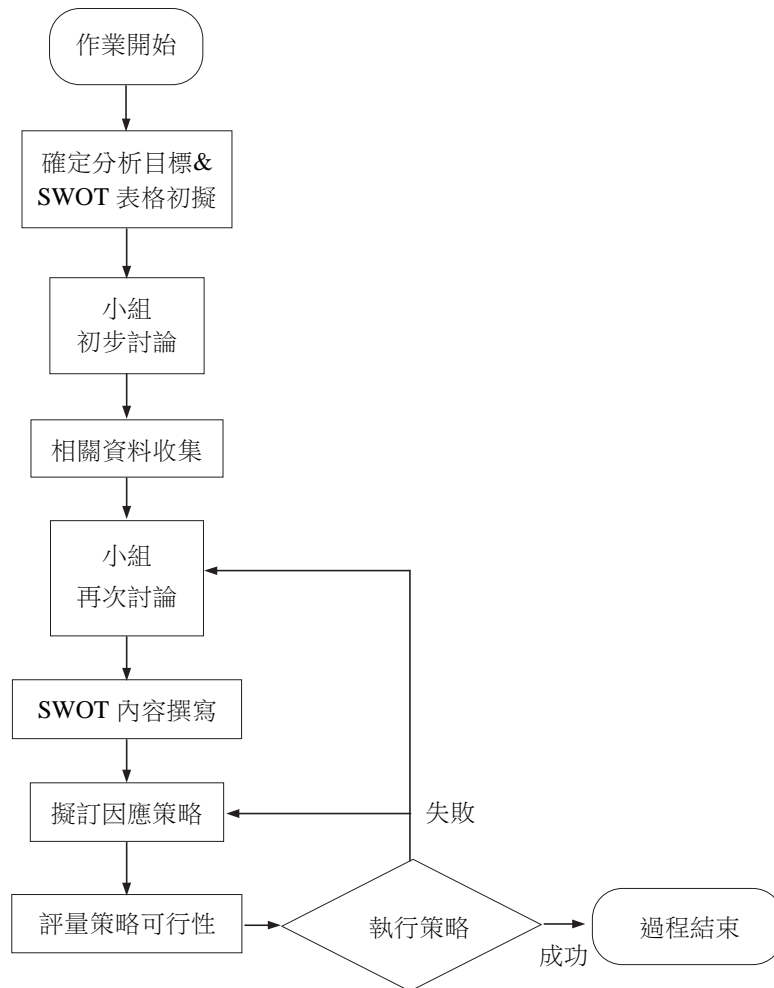 作業開始
確定分析目標&
SWOT 表格初擬
小組
初步討論
相關資料收集
小組
再次討論
SWOT 內容撰寫
擬訂因應策略
失敗
評量策略可行性
執行策略
成功
過程結束